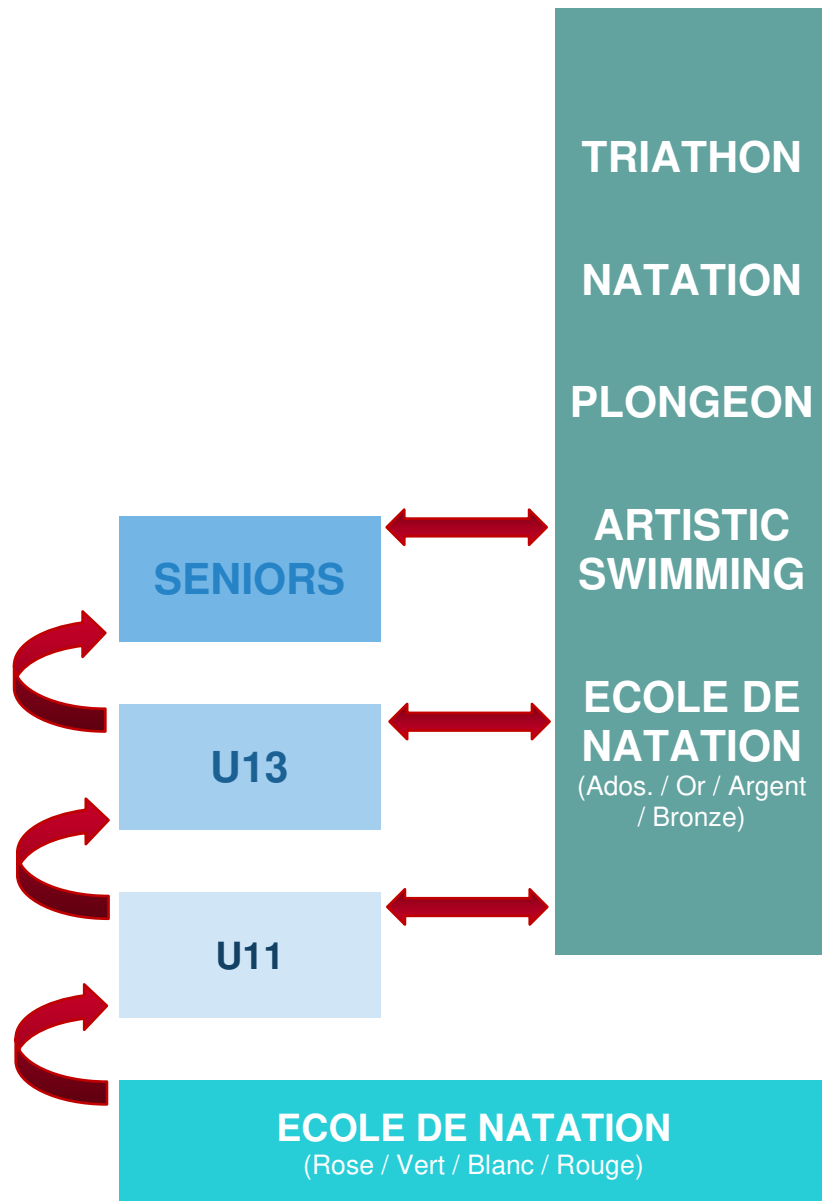 TRIATHON
NATATION
PLONGEON
ARTISTIC
SWIMMING
ECOLE DE
NATATION
(Ados. / Or / Argent
/ Bronze)
SENIORS
U13
U11
ECOLE DE NATATION
(Rose / Vert / Blanc / Rouge)